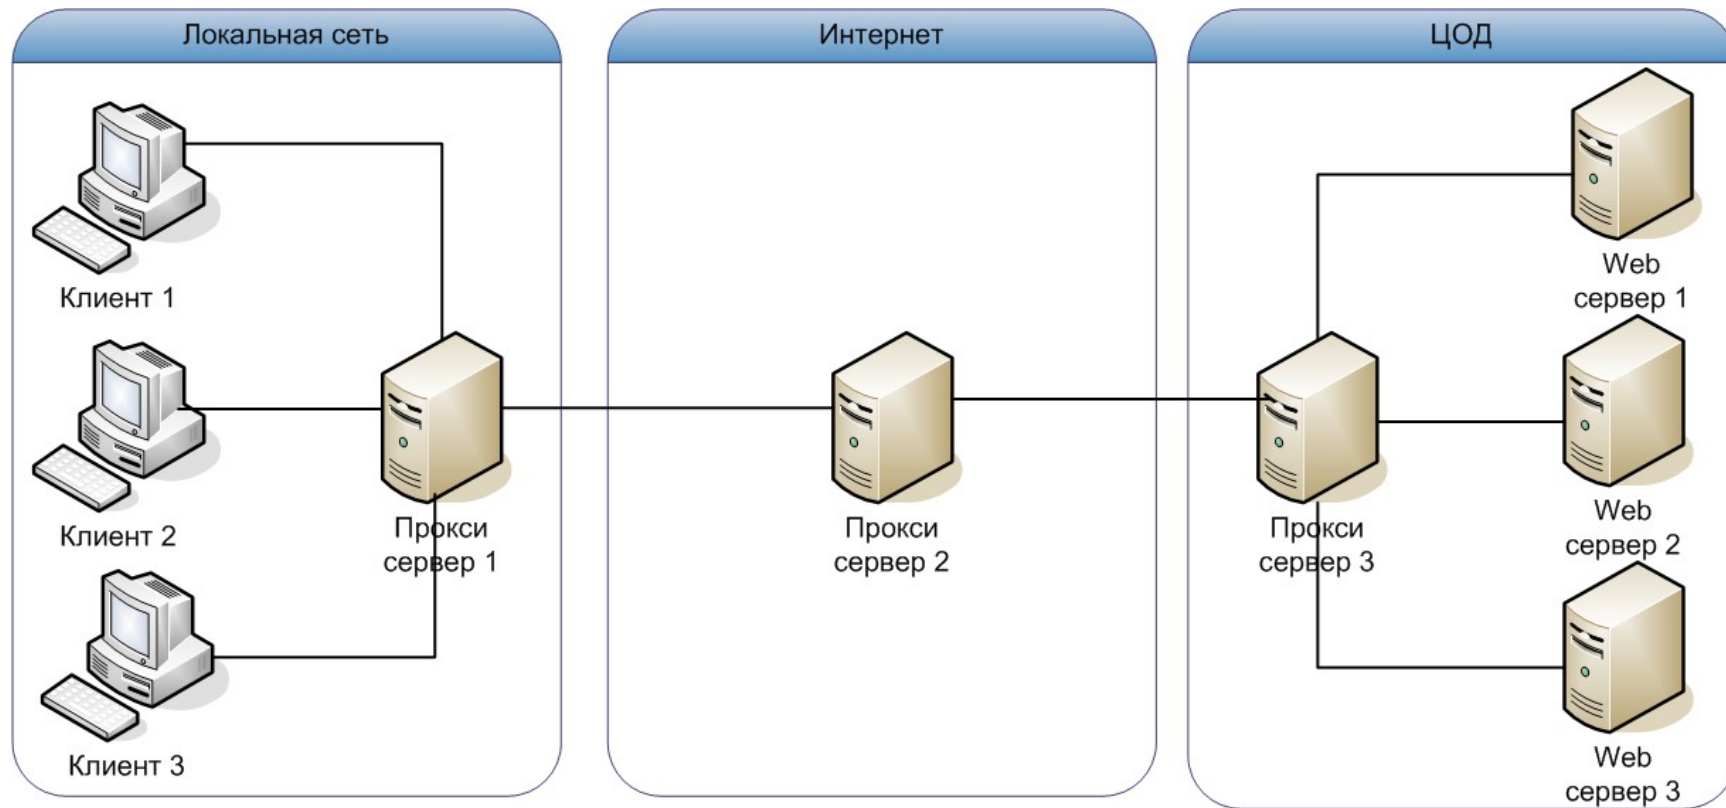 Локальная сеть
Интернет
ЦОД
Клиент 1
Клиент 2
Клиент 3
Прокси
сервер 1
Прокси
сервер 2
Прокси
сервер 3
Web
сервер 1
Web
сервер 2
Web
сервер 3